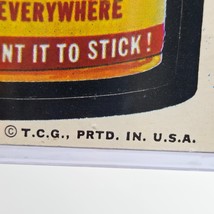 EVERYWHERE
NT IT TO STICK!
© T.C.G., PRTD. IN. U.S.A.